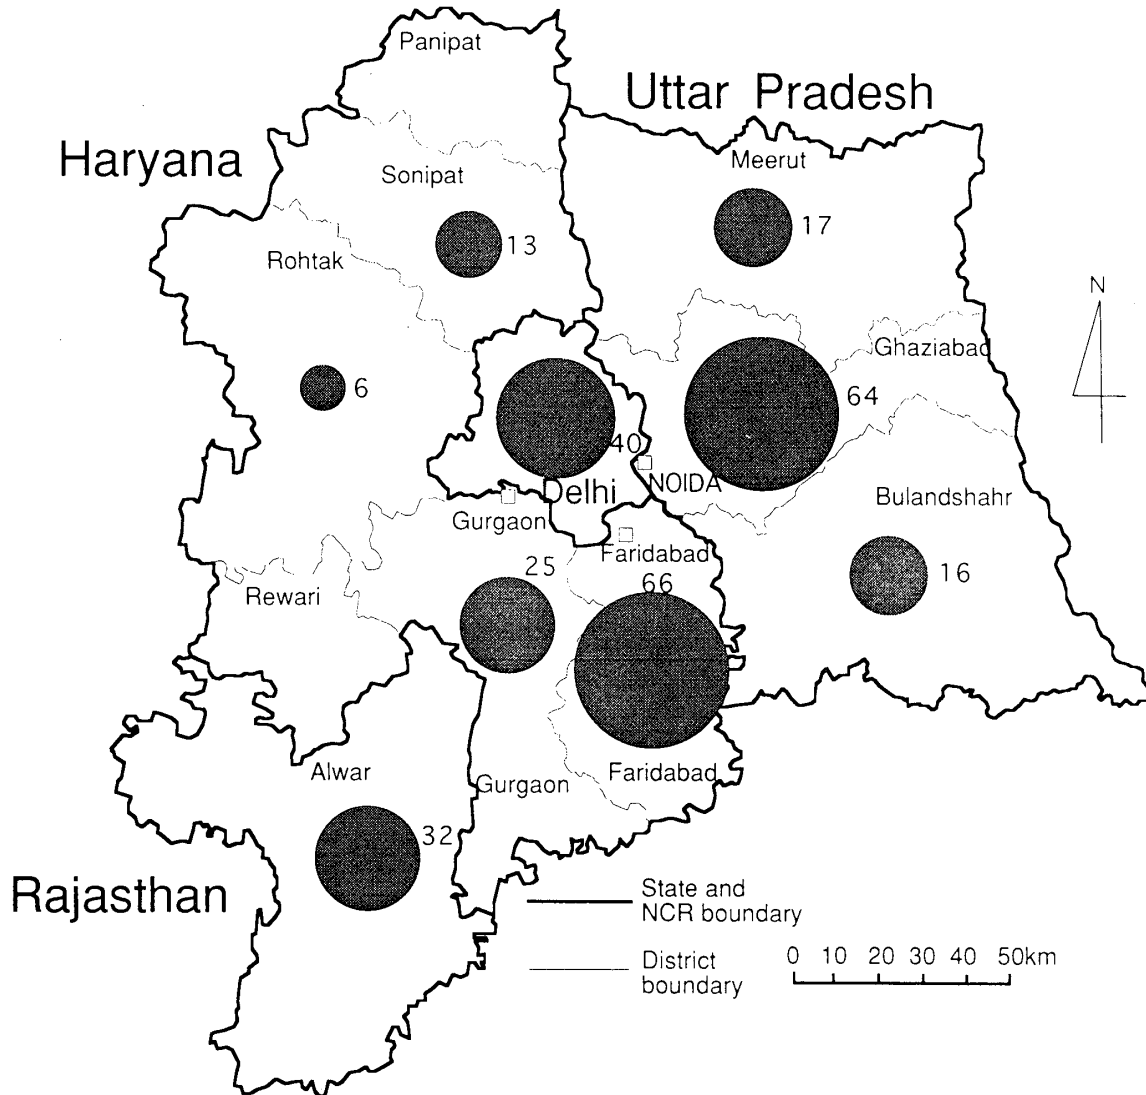 Panipat
Uttar Pradesh
Haryana
Meerut
Sonipat
17
13
Rohtak
N
Ghaziabad
6
64
40
NOIDA
Delhi
Bulandshahr
Gurgaon
Faridabad
25
66
16
Rewari
Alwar
Gurgaon
Faridabad
32
Rajasthan
State and
NCR boundary
District
boundary
0 10 20 30 40 50km